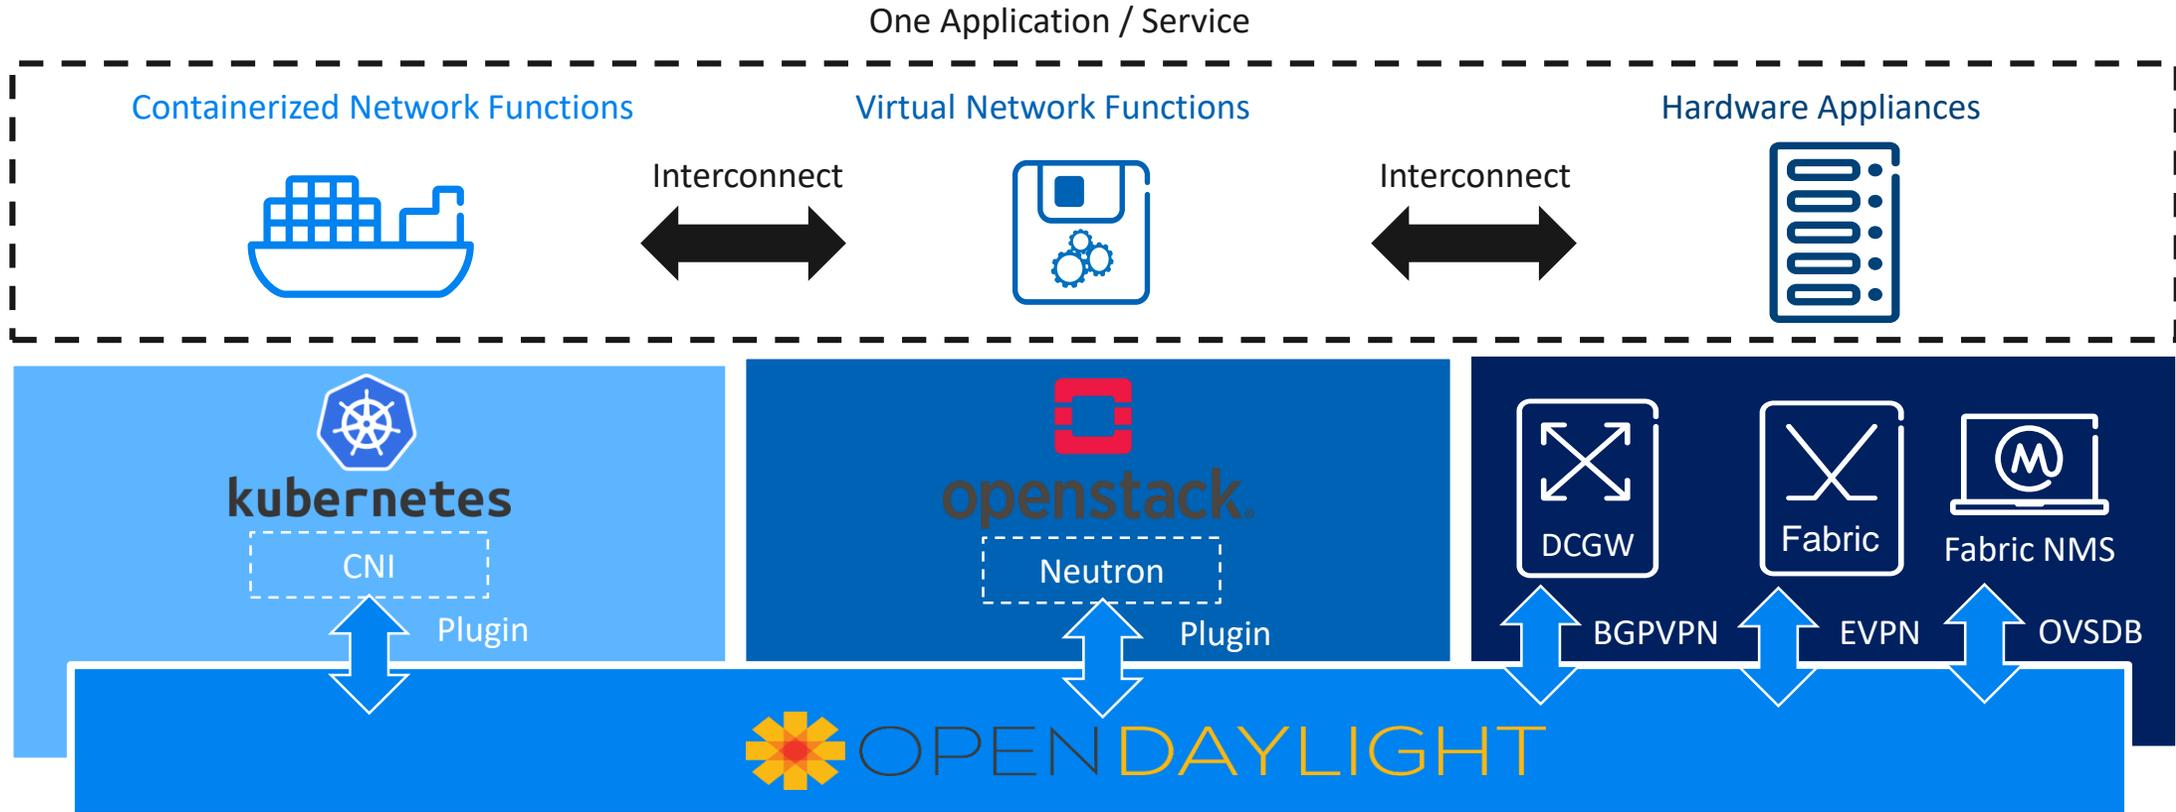 One Application / Service
Containerized Network Functions
Virtual Network Functions
Hardware Appliances
Interconnect
Interconnect
kubernetes
CNI
Plugin
openstack.
Neutron
Plugin
DCGW
Fabric
Fabric NMS
BGPVPN
EVPN
OVSDB
OPENDAYLIGHT